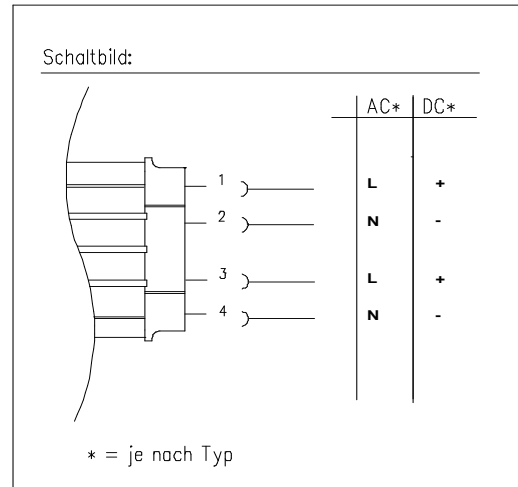 Schaltbild:
AC* DC*
1 L +
2 N -
3 L +
4 N -
* = je nach Typ